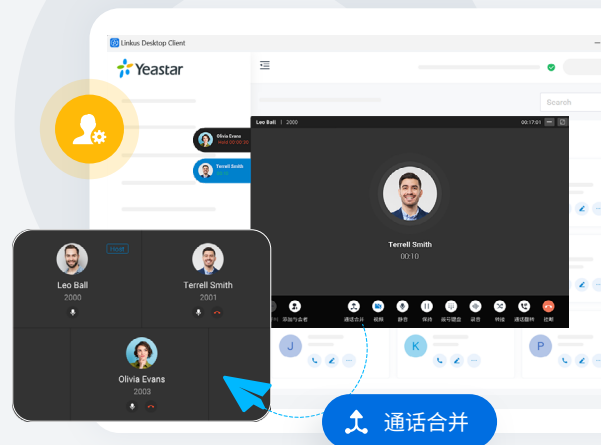 Linkus Desktop Client
Yeastar
Search
Olivia Evans
Terrell Smith
Leo Ball | 2000
00:17:01
Terrell Smith
00:10
添加与会者
通话合并
视频
静音
保持
拨号键盘
录音
转接
通话翻转
挂断
Leo Ball
2000
Terrell Smith
2001
Olivia Evans
2003
J
K
P
通话合并